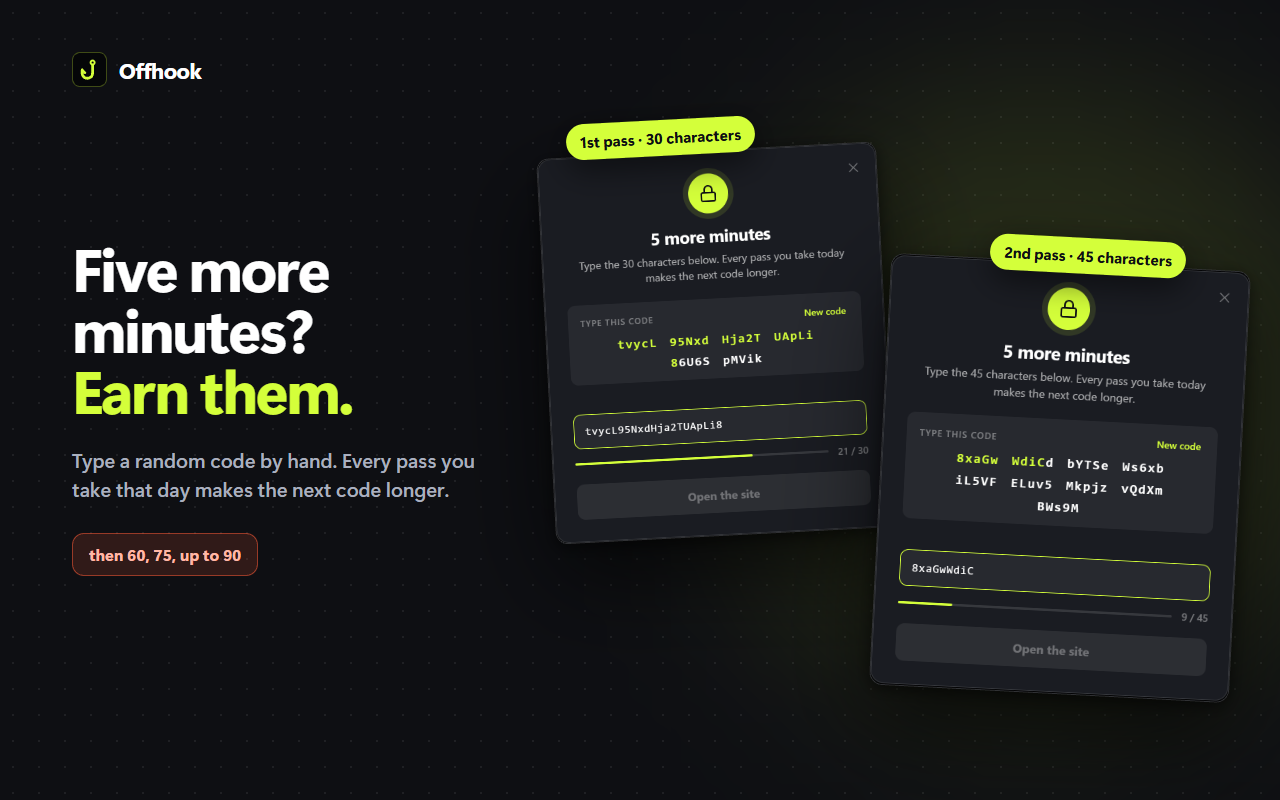 Offhook
Five more
minutes?
Earn them.
Type a random code by hand. Every pass you
take that day makes the next code longer.
then 60, 75, up to 90
1st pass · 30 characters
5 more minutes
Type the 30 characters below. Every pass you take today
makes the next code longer.
TYPE THIS CODE
New code
tvycL 95Nxd Hja2T UApLi
86U6S pMVik
tvycL95NxdHja2TUApLi8
21 / 30
Open the site
2nd pass · 45 characters
5 more minutes
Type the 45 characters below. Every pass you take today
makes the next code longer.
TYPE THIS CODE
New code
8xaGw WdiCd bYTSe Ws6xb
iL5VF ELuv5 Mkpjz vQdXm
BWs9M
8xaGwWdiC
9 / 45
Open the site